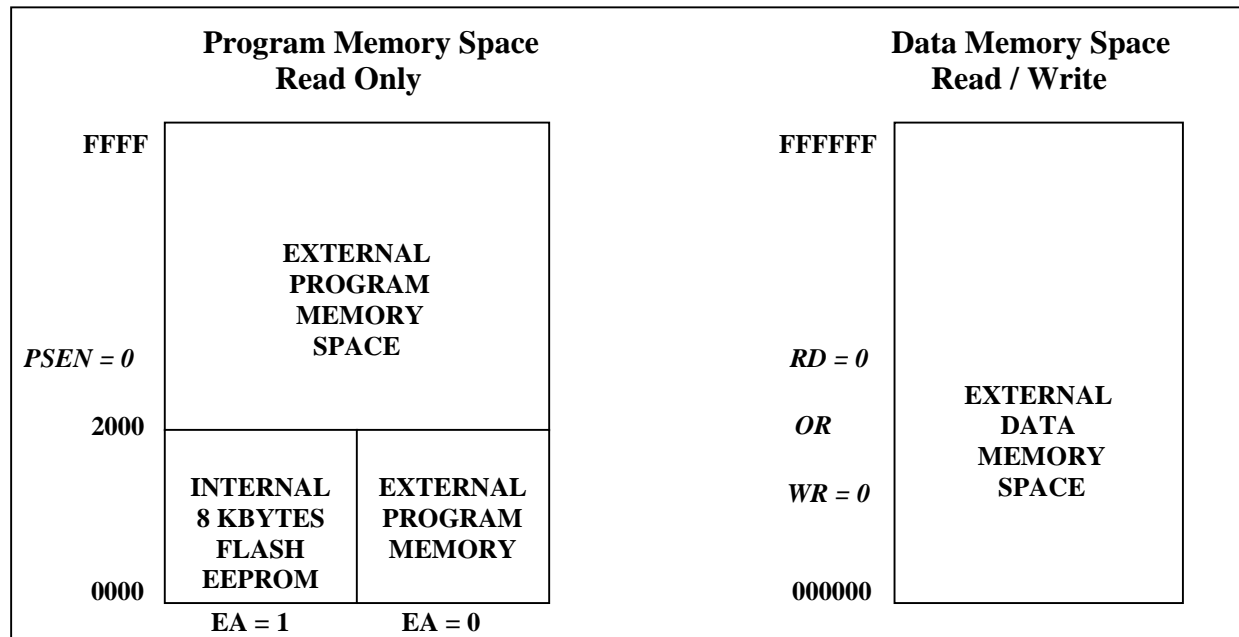 Program Memory Space
Read Only
FFFF
EXTERNAL
PROGRAM
MEMORY
SPACE
PSEN = 0
2000
INTERNAL
8 KBYTES
FLASH
EEPROM
EXTERNAL
PROGRAM
MEMORY
0000
EA = 1
EA = 0
Data Memory Space
Read / Write
FFFFFF
RD = 0
OR
WR = 0
EXTERNAL
DATA
MEMORY
SPACE
000000